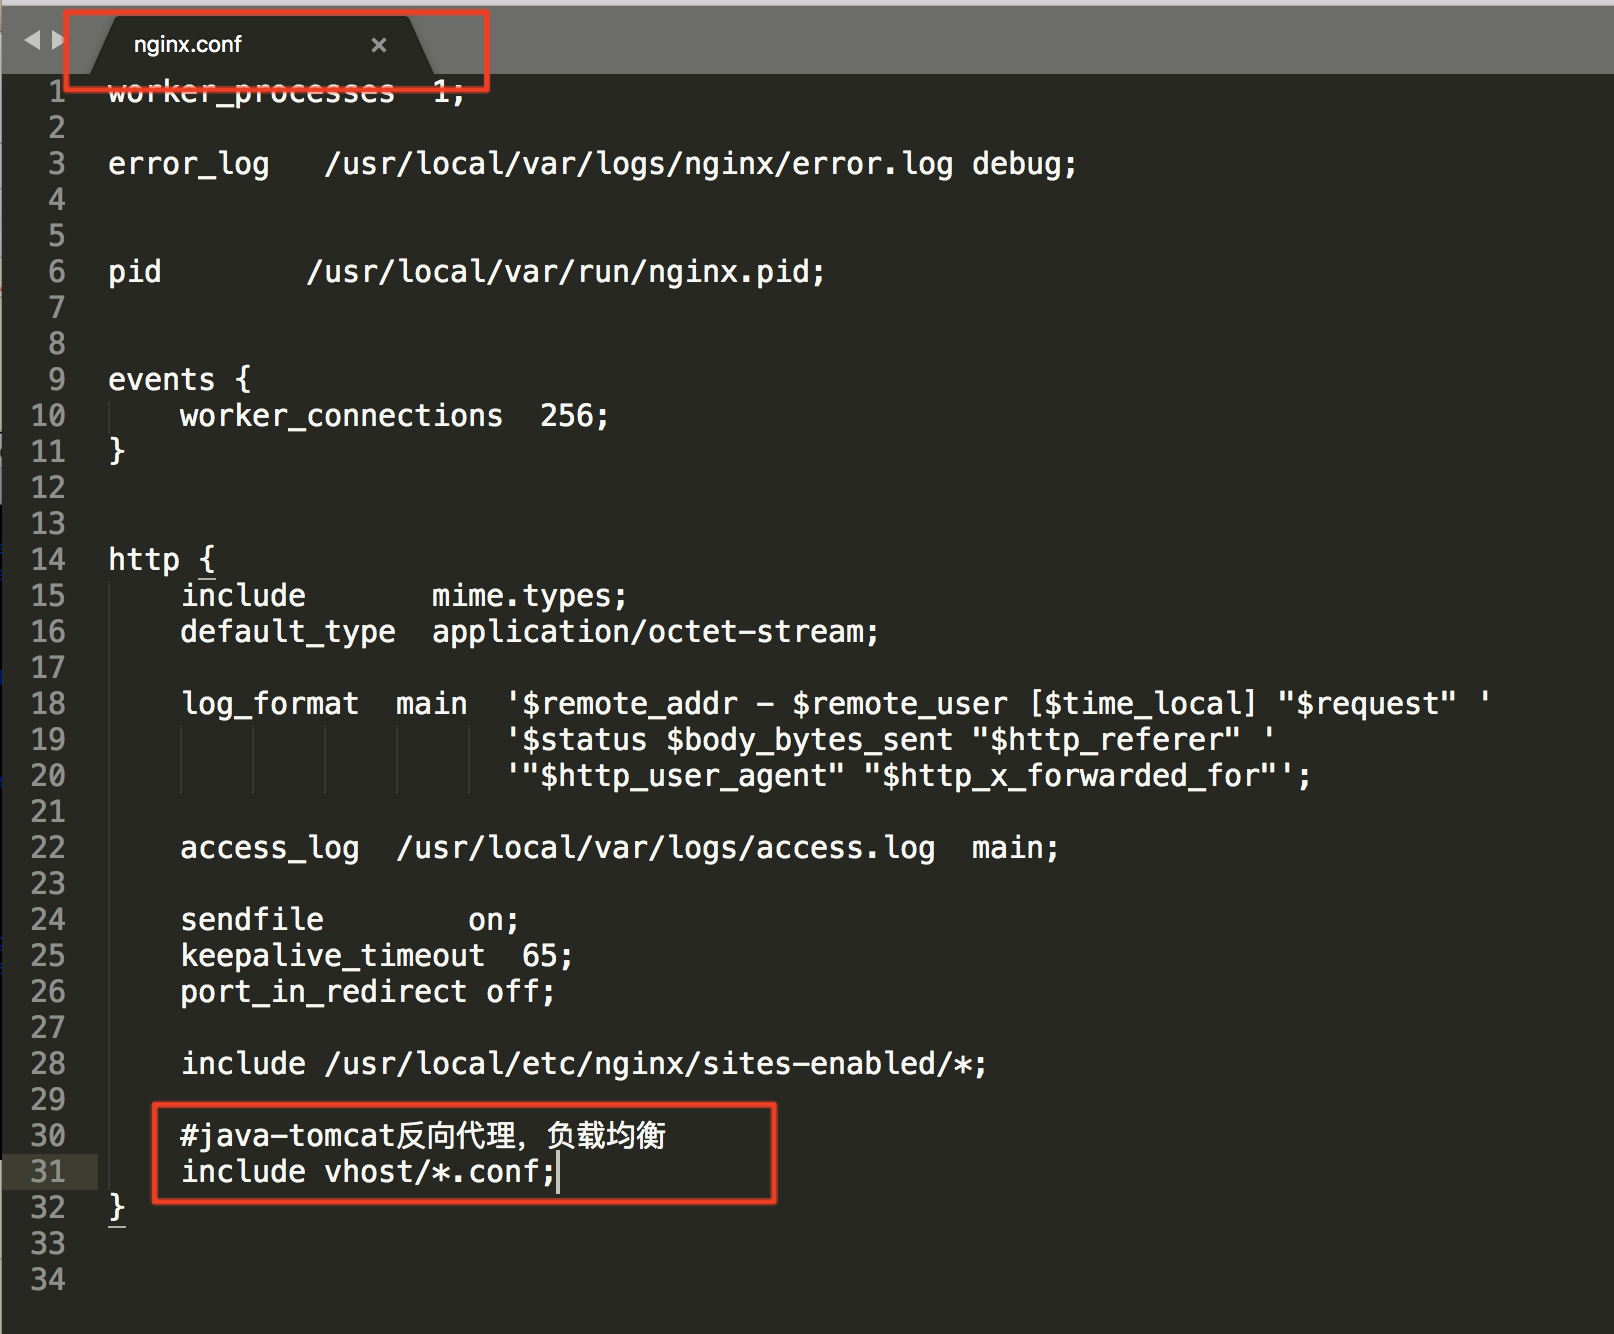 nginx.conf ×
1 worker_processes  1;
2
3 error_log   /usr/local/var/logs/nginx/error.log debug;
4
5
6 pid        /usr/local/var/run/nginx.pid;
7
8
9 events {
10     worker_connections  256;
11 }
12
13
14 http {
15     include       mime.types;
16     default_type  application/octet-stream;
17
18     log_format  main  '$remote_addr - $remote_user [$time_local] "$request" '
19                       '$status $body_bytes_sent "$http_referer" '
20                       '"$http_user_agent" "$http_x_forwarded_for"';
21
22     access_log  /usr/local/var/logs/access.log  main;
23
24     sendfile        on;
25     keepalive_timeout  65;
26     port_in_redirect off;
27
28     include /usr/local/etc/nginx/sites-enabled/*;
29
30     #java-tomcat反向代理，负载均衡
31     include vhost/*.conf;
32 }
33
34